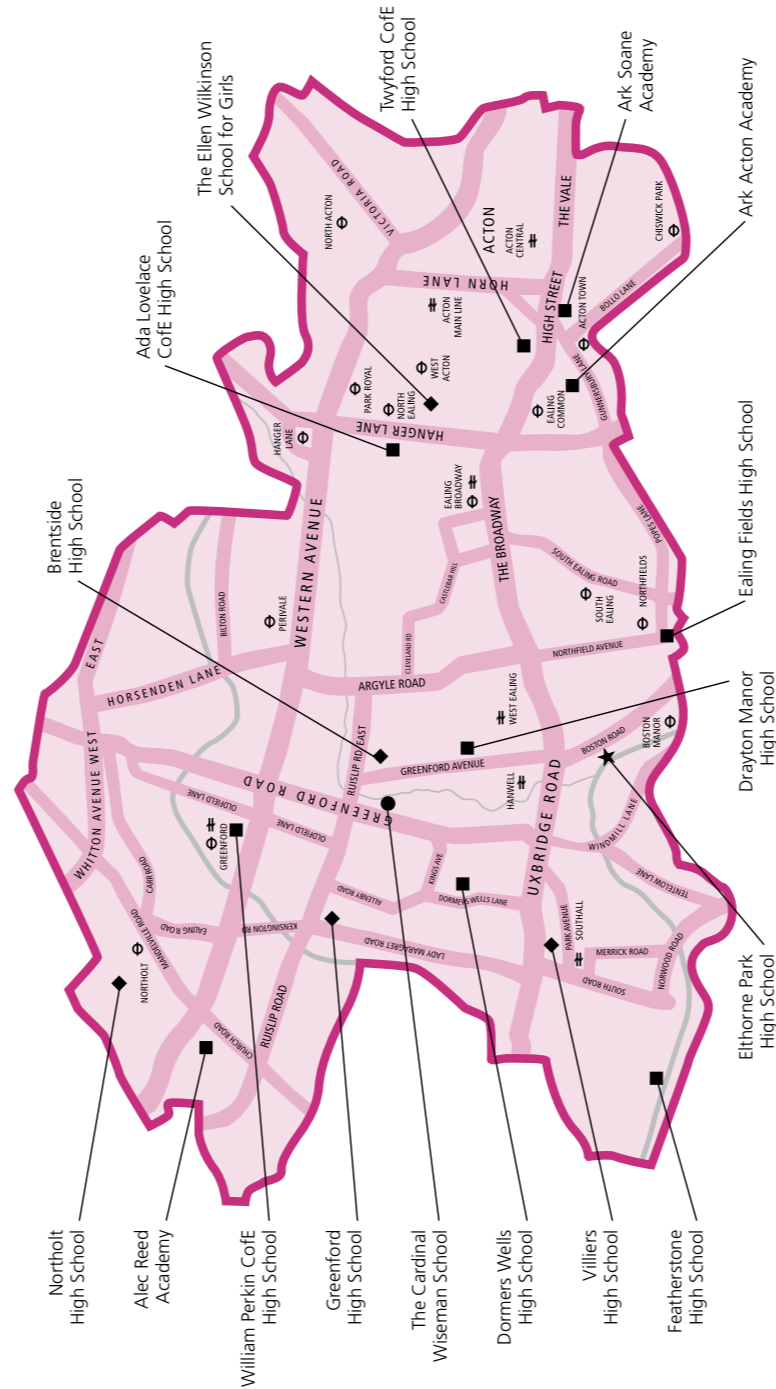 Northolt
High School
Alec Reed
Academy
William Perkin CofE
High School
Greenford
High School
The Cardinal
Wiseman School
Dormers Wells
High School
Villiers
High School
Featherstone
High School
Brentside
High School
Ada Lovelace
CofE High School
The Ellen Wilkinson
School for Girls
Twyford CofE
High School
Ark Soane
Academy
Ark Acton Academy
Ealing Fields High School
Drayton Manor
High School
Elthorne Park
High School
WHITTON AVENUE WEST
EAST
CARR ROAD
MANDEVILLE ROAD
NORTHOLT
EALING ROAD
CHURCH ROAD
RUISLIP ROAD
KENSINGTON RD
LADY MARAGRET ROAD
ALLENBY ROAD
OLDFIELD LANE
OLDFIELD LANE
GREENFORD
GREENFORD ROAD
HORSENDEN LANE
BILTON ROAD
PERIVALE
WESTERN AVENUE
RUISLIP RD EAST
ARGYLE ROAD
CLEVELAND RD
CASTLEBAR HILL
GREENFORD AVENUE
KINGS AVE
DORMERS WELLS LANE
UXBRIDGE ROAD
HANWELL
WEST EALING
THE BROADWAY
EALING
BROADWAY
HANGER
LANE
HANGER LANE
PARK ROYAL
NORTH
EALING
WEST
ACTON
ACTON
MAIN LINE
NORTH ACTON
VICTORIA ROAD
HORN LANE
ACTON
ACTON
CENTRAL
THE VALE
HIGH STREET
ACTON TOWN
EALING
COMMON
GUNNERSBURY LANE
BOLLO LANE
CHISWICK PARK
POPES LANE
SOUTH EALING ROAD
SOUTH
EALING
NORTHFIELDS
NORTHFIELD AVENUE
BOSTON
MANOR
BOSTON ROAD
WINDMILL LANE
TENTELOW LANE
PARK AVENUE
SOUTHALL
MERRICK ROAD
NORWOOD ROAD
SOUTH ROAD